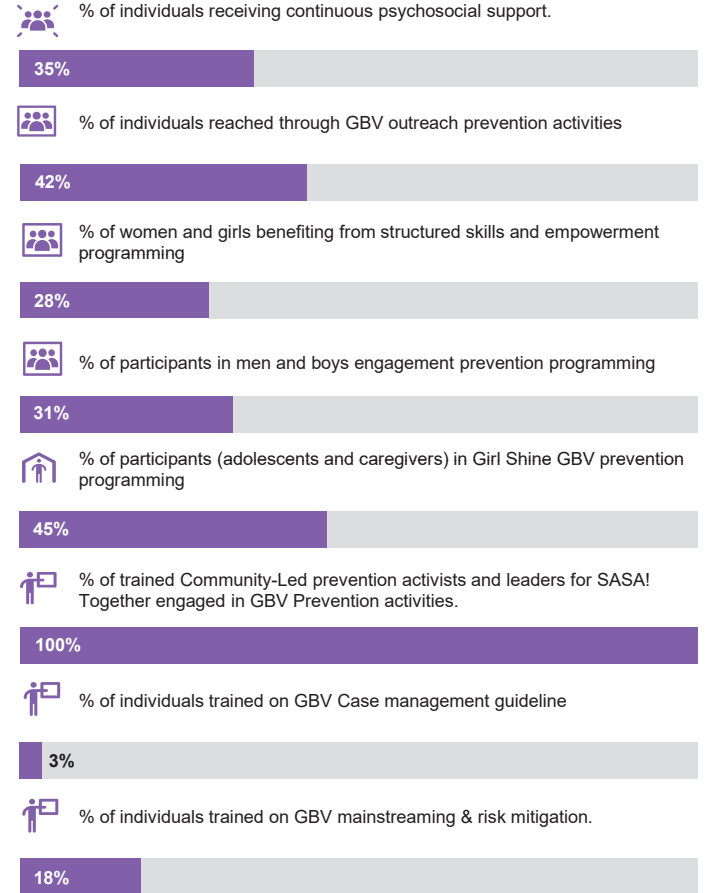 % of individuals receiving continuous psychosocial support.
35%
% of individuals reached through GBV outreach prevention activities
42%
% of women and girls benefiting from structured skills and empowerment
programming
28%
% of participants in men and boys engagement prevention programming
31%
% of participants (adolescents and caregivers) in Girl Shine GBV prevention
programming
45%
% of trained Community-Led prevention activists and leaders for SASA!
Together engaged in GBV Prevention activities.
100%
% of individuals trained on GBV Case management guideline
3%
% of individuals trained on GBV mainstreaming & risk mitigation.
18%